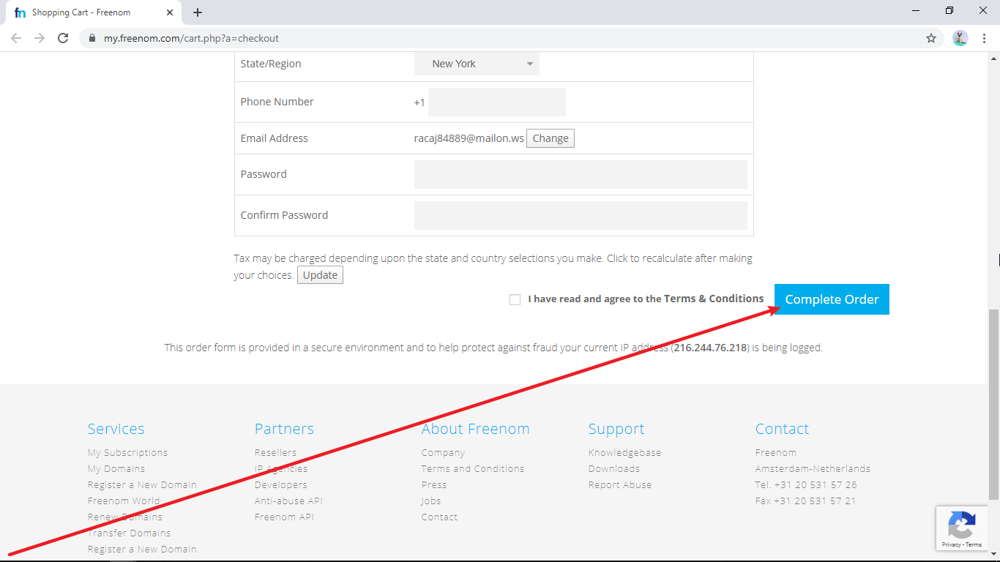 fn Shopping Cart - Freenom
my.freenom.com/cart.php?a=checkout
State/Region New York
Phone Number +1
Email Address racaj84889@mailon.ws Change
Password
Confirm Password
Tax may be charged depending upon the state and country selections you make. Click to recalculate after making
your choices. Update
I have read and agree to the Terms & Conditions Complete Order
This order form is provided in a secure environment and to help protect against fraud your current IP address (216.244.76.218) is being logged.
Services
My Subscriptions
My Domains
Register a New Domain
Freenom World
Renew Domains
Transfer Domains
Register a New Domain
Partners
Resellers
IP Agencies
Developers
Anti-abuse API
Freenom API
About Freenom
Company
Terms and Conditions
Press
Jobs
Contact
Support
Knowledgebase
Downloads
Report Abuse
Contact
Freenom
Amsterdam-Netherlands
Tel. +31 20 531 57 26
Fax +31 20 531 57 21
Privacy - Terms